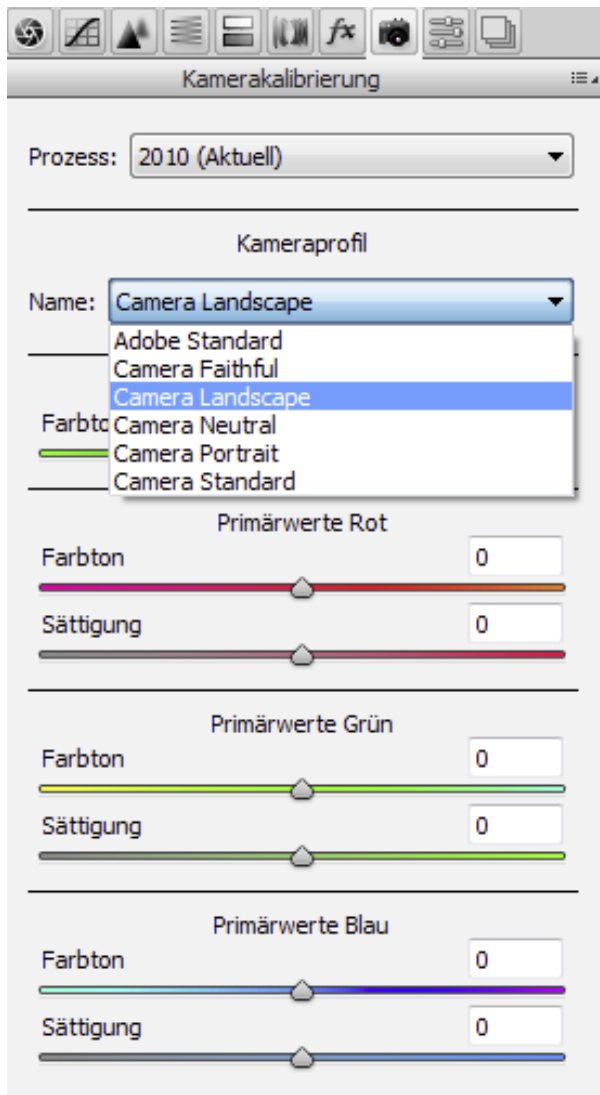 fx
Kamerakalibrierung
Prozess: 2010 (Aktuell)
Kameraprofil
Name: Camera Landscape
Adobe Standard
Camera Faithful
Camera Landscape
Camera Neutral
Camera Portrait
Camera Standard
Primärwerte Rot
Farbton 0
Sättigung 0
Primärwerte Grün
Farbton 0
Sättigung 0
Primärwerte Blau
Farbton 0
Sättigung 0